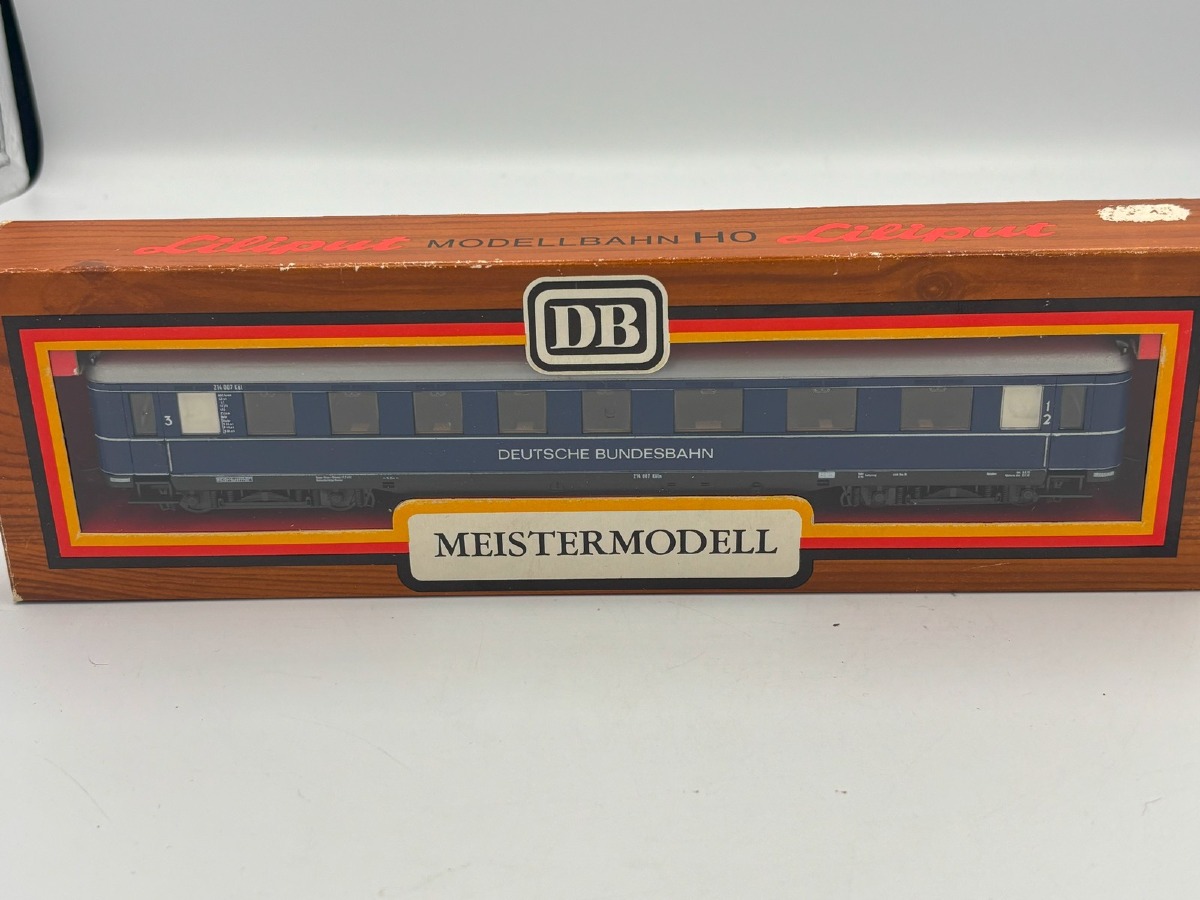 Liliput MODELLBAHN HO Liliput
DB
3
1
2
DEUTSCHE BUNDESBAHN
MEISTERMODELL